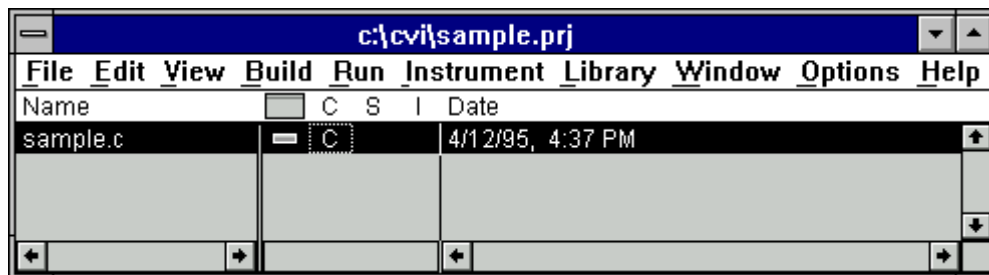 c:\cvi\sample.prj
File Edit View Build Run Instrument Library Window Options Help
Name C S I Date
sample.c C 4/12/95, 4:37 PM